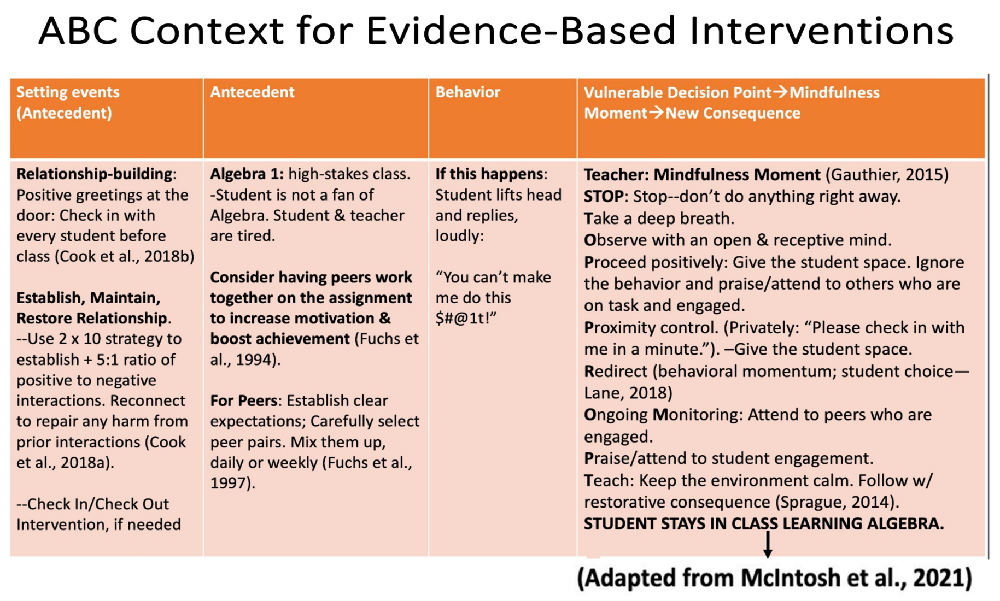 ABC Context for Evidence-Based Interventions
Setting events
(Antecedent)
Antecedent
Behavior
Vulnerable Decision Point→Mindfulness
Moment→New Consequence
Relationship-building:
Positive greetings at the
door: Check in with
every student before
class (Cook et al., 2018b)
Establish, Maintain,
Restore Relationship.
--Use 2 x 10 strategy to
establish + 5:1 ratio of
positive to negative
interactions. Reconnect
to repair any harm from
prior interactions (Cook
et al., 2018a).
--Check In/Check Out
Intervention, if needed
Algebra 1: high-stakes class.
-Student is not a fan of
Algebra. Student & teacher
are tired.
Consider having peers work
together on the assignment
to increase motivation &
boost achievement (Fuchs et
al., 1994).
For Peers: Establish clear
expectations; Carefully select
peer pairs. Mix them up,
daily or weekly (Fuchs et al.,
1997).
If this happens:
Student lifts head
and replies,
loudly:
“You can’t make
me do this
$#@1t!”
Teacher: Mindfulness Moment (Gauthier, 2015)
STOP: Stop--don’t do anything right away.
Take a deep breath.
Observe with an open & receptive mind.
Proceed positively: Give the student space. Ignore
the behavior and praise/attend to others who are
on task and engaged.
Proximity control. (Privately: “Please check in with
me in a minute.”). –Give the student space.
Redirect (behavioral momentum; student choice—
Lane, 2018)
Ongoing Monitoring: Attend to peers who are
engaged.
Praise/attend to student engagement.
Teach: Keep the environment calm. Follow w/
restorative consequence (Sprague, 2014).
STUDENT STAYS IN CLASS LEARNING ALGEBRA.
(Adapted from McIntosh et al., 2021)